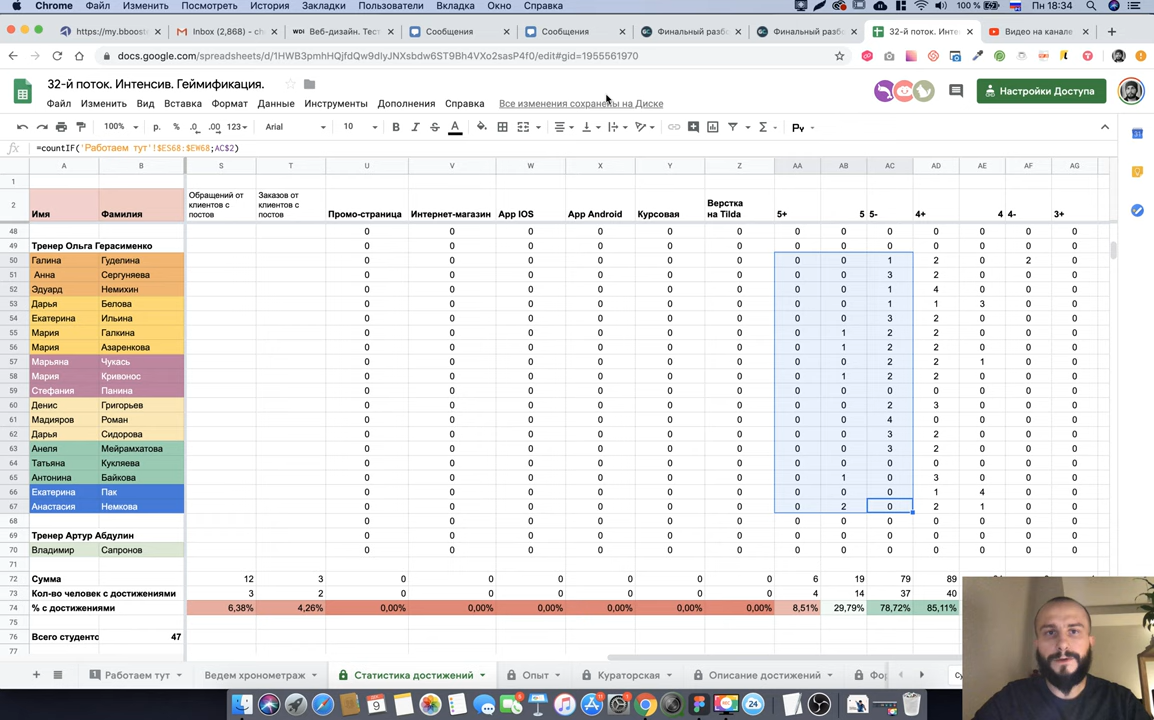 Chrome Файл Изменить Посмотреть История Закладки Пользователи Вкладка Окно Справка 100 % Пн 18:34
https://my.bboost Inbox (2,868) - ch Веб-дизайн. Тест Сообщения Сообщения Финальный разб Финальный разб 32-й поток. Интен Видео на канале
docs.google.com/spreadsheets/d/1HWB3pmhHQjfdQw9dlyJNXsbdw6ST9Bh4VXo2sasP4f0/edit#gid=1955561970
32-й поток. Интенсив. Геймификация.
Файл Изменить Вид Вставка Формат Данные Инструменты Дополнения Справка Все изменения сохранены на Диске
Настройки Доступа
100% р. % .0 .00 123 Arial 10
=countIF('Работаем тут'!$ES68:$EW68;AC$2)
A B S T U V W X Y Z AA AB AC AD AE AF AG
1
2 Имя Фамилия Обращений от клиентов с постов Заказов от клиентов с постов Промо-страница Интернет-магазин App IOS App Android Курсовая Верстка на Tilda 5+ 5 5- 4+ 4 4- 3+
48 0 0 0 0 0 0 0 0 0 0 0 0 0
49 Тренер Ольга Герасименко 0 0 0 0 0 0 0 0 0 0 0 0 0
50 Галина Гуделина 0 0 0 0 0 0 0 0 1 2 0 2 0
51 Анна Сергуняева 0 0 0 0 0 0 0 0 3 2 0 0 0
52 Эдуард Немихин 0 0 0 0 0 0 0 0 1 4 0 0 0
53 Дарья Белова 0 0 0 0 0 0 0 0 1 1 3 0 0
54 Екатерина Ильина 0 0 0 0 0 0 0 0 3 2 0 0 0
55 Мария Галкина 0 0 0 0 0 0 0 1 2 2 0 0 0
56 Мария Азаренкова 0 0 0 0 0 0 0 1 2 2 0 0 0
57 Марьяна Чукась 0 0 0 0 0 0 0 0 2 2 1 0 0
58 Мария Кривонос 0 0 0 0 0 0 0 1 2 2 0 0 0
59 Стефания Панина 0 0 0 0 0 0 0 0 0 0 0 0 0
60 Денис Григорьев 0 0 0 0 0 0 0 0 2 3 0 0 0
61 Мадияров Роман 0 0 0 0 0 0 0 0 4 0 0 0 0
62 Дарья Сидорова 0 0 0 0 0 0 0 0 3 2 0 0 0
63 Анеля Мейрамхатова 0 0 0 0 0 0 0 0 3 2 0 0 0
64 Татьяна Кукляева 0 0 0 0 0 0 0 0 0 0 0 0 0
65 Антонина Байкова 0 0 0 0 0 0 0 1 0 3 0 0 0
66 Екатерина Пак 0 0 0 0 0 0 0 0 0 1 4 0 0
67 Анастасия Немкова 0 0 0 0 0 0 0 2 0 2 1 0 0
68 0 0 0 0 0 0 0 0 0 0 0 0 0
69 Тренер Артур Абдулин 0 0 0 0 0 0 0 0 0 0 0 0 0
70 Владимир Сапронов 0 0 0 0 0 0 0 0 0 0 0 0 0
71
72 Сумма 12 3 0 0 0 0 0 0 6 19 79 89
73 Кол-во человек с достижениями 3 2 0 0 0 0 0 0 4 14 37 40
74 % с достижениями 6,38% 4,26% 0,00% 0,00% 0,00% 0,00% 0,00% 0,00% 8,51% 29,79% 78,72% 85,11%
75
76 Всего студенто 47
77
Работаем тут Ведем хронометраж Статистика достижений Опыт Кураторская Описание достижений Фор